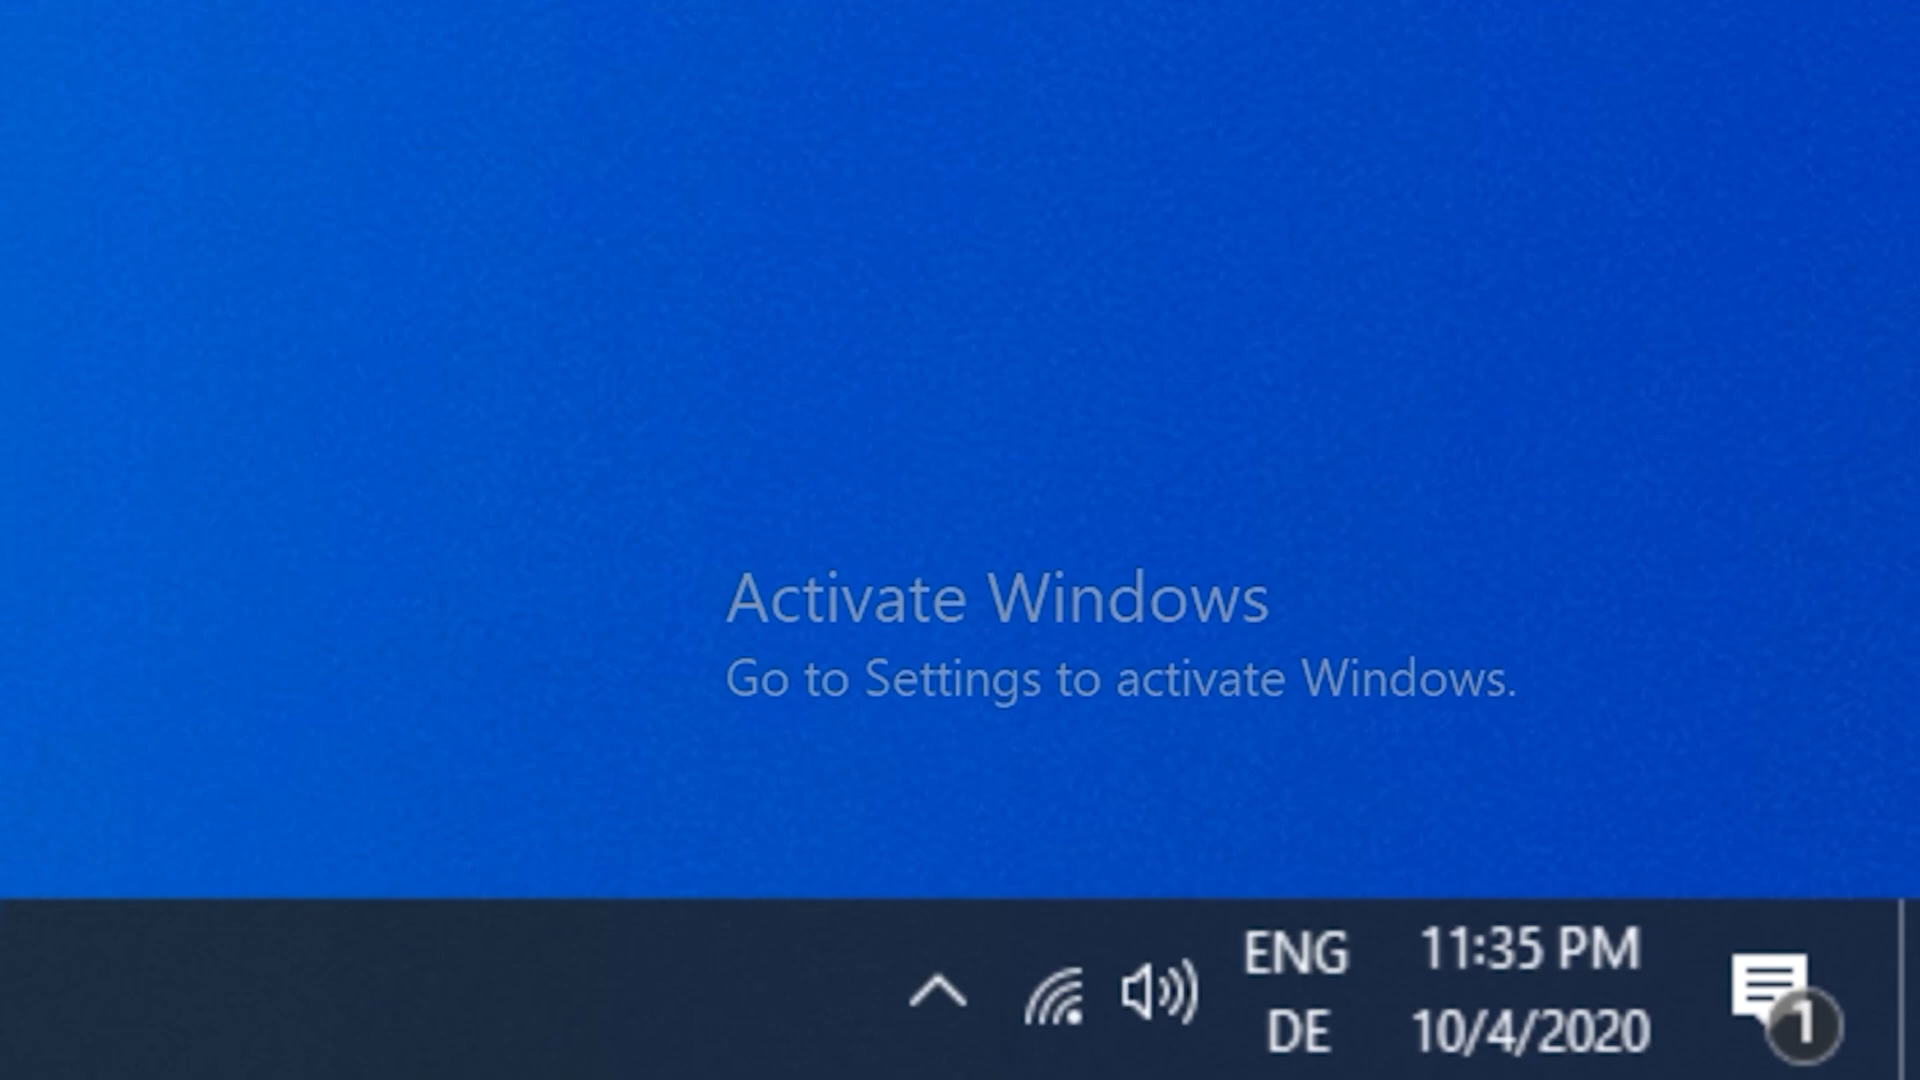 Activate Windows
Go to Settings to activate Windows.
ENG
DE
11:35 PM
10/4/2020
1